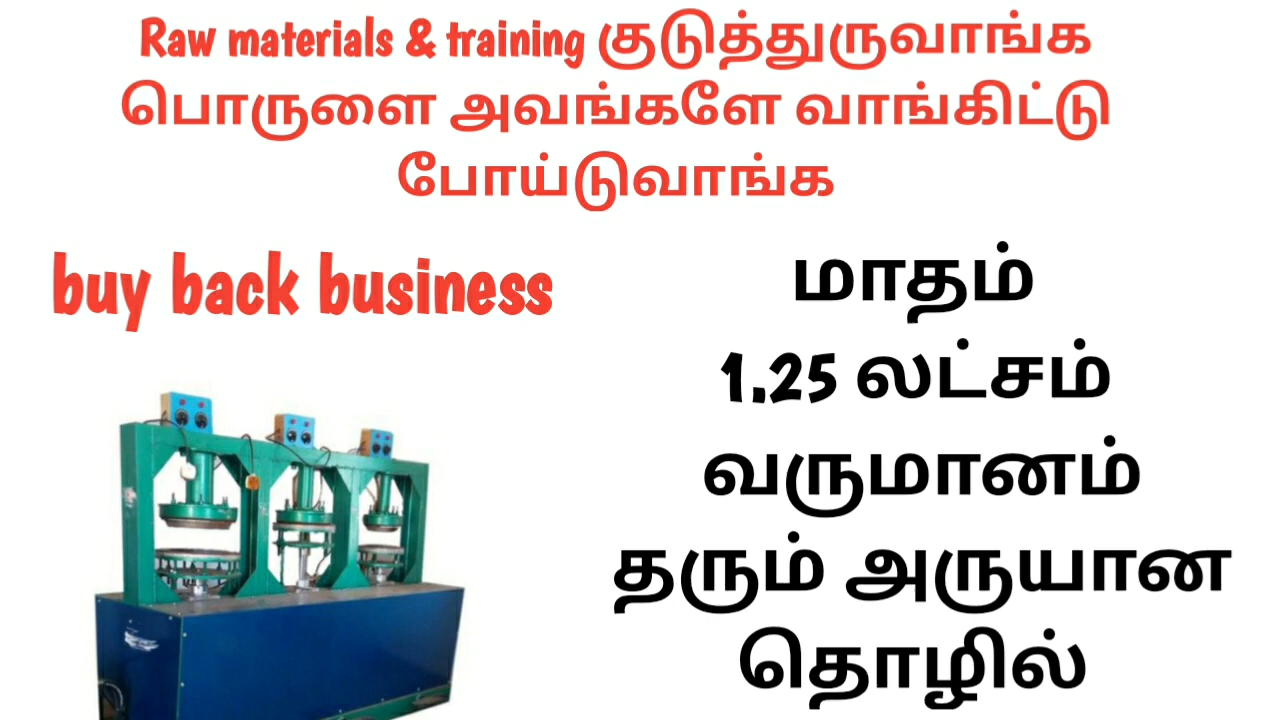 Raw materials & training குடுத்துருவாங்க
பொருளை அவங்களே வாங்கிட்டு
போய்டுவாங்க
buy back business
மாதம்
1.25 லட்சம்
வருமானம்
தரும் அருயான
தொழில்